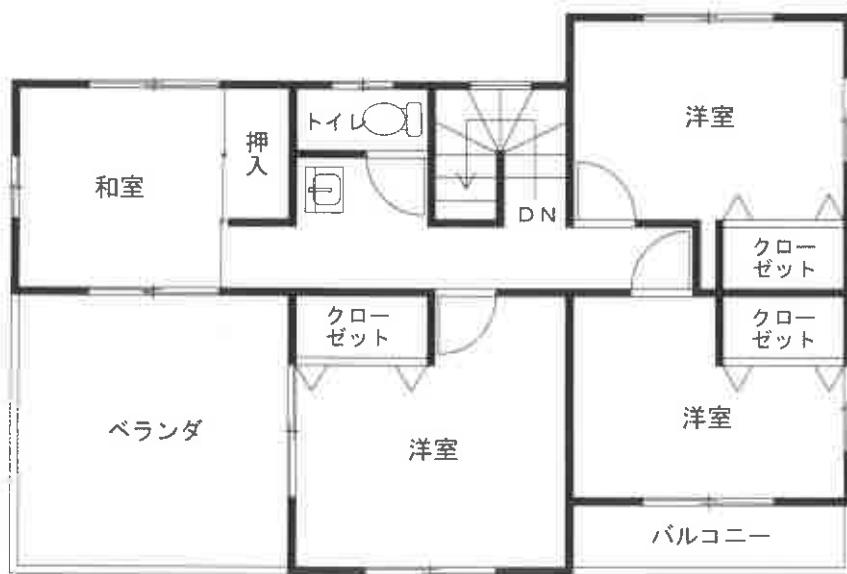 洋室
トイレ
押入
和室
DN
クロー
ゼット
クロー
ゼット
クロー
ゼット
ベランダ
洋室
洋室
バルコニー